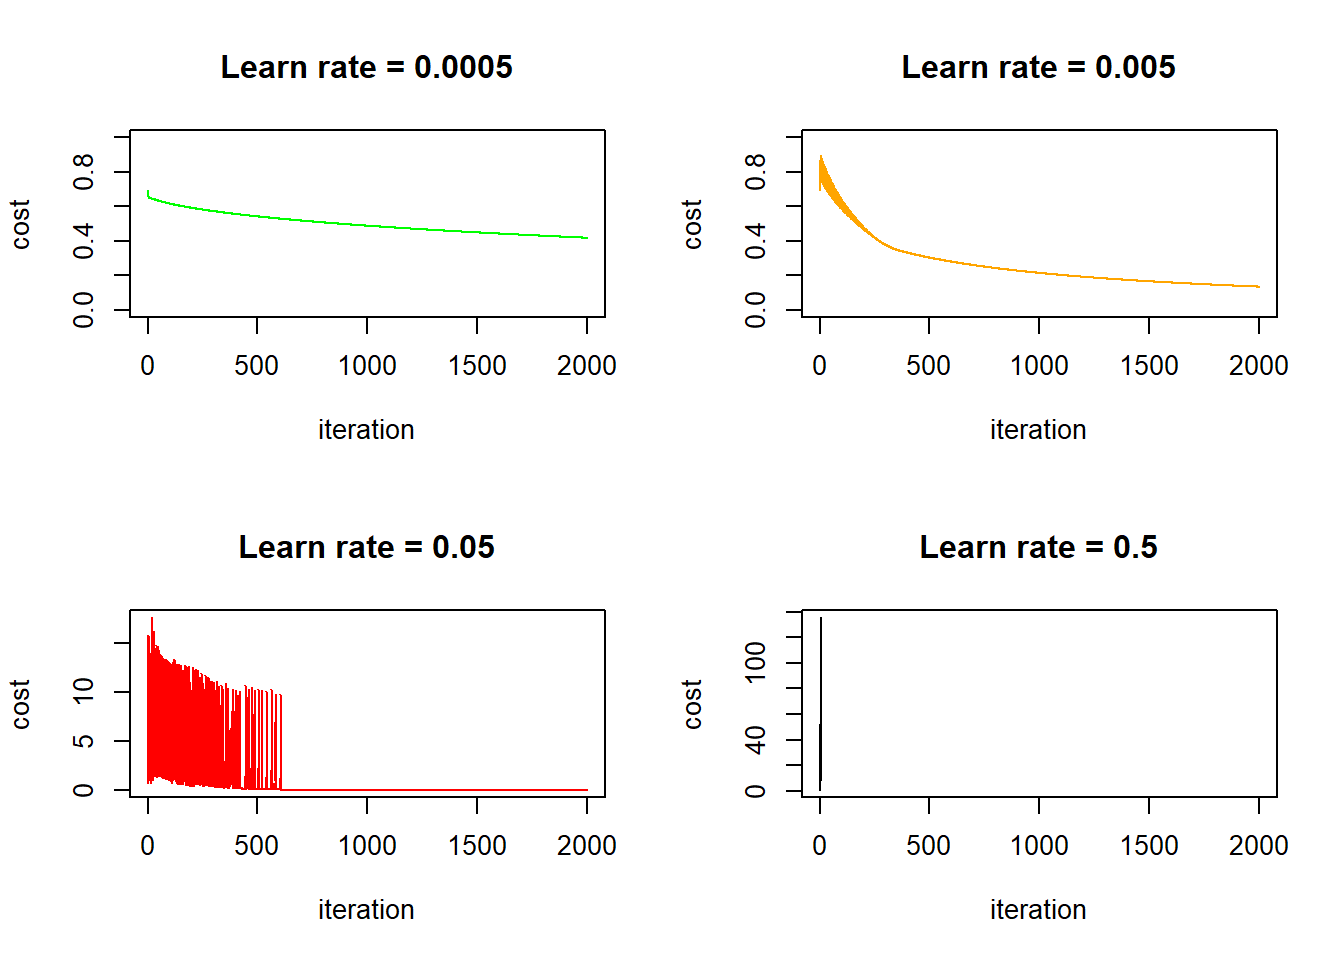 Learn rate = 0.0005
cost
0.0 0.4 0.8
0 500 1000 1500 2000
iteration
Learn rate = 0.005
cost
0.0 0.4 0.8
0 500 1000 1500 2000
iteration
Learn rate = 0.05
cost
0 5 10
0 500 1000 1500 2000
iteration
Learn rate = 0.5
cost
0 40 100
0 500 1000 1500 2000
iteration